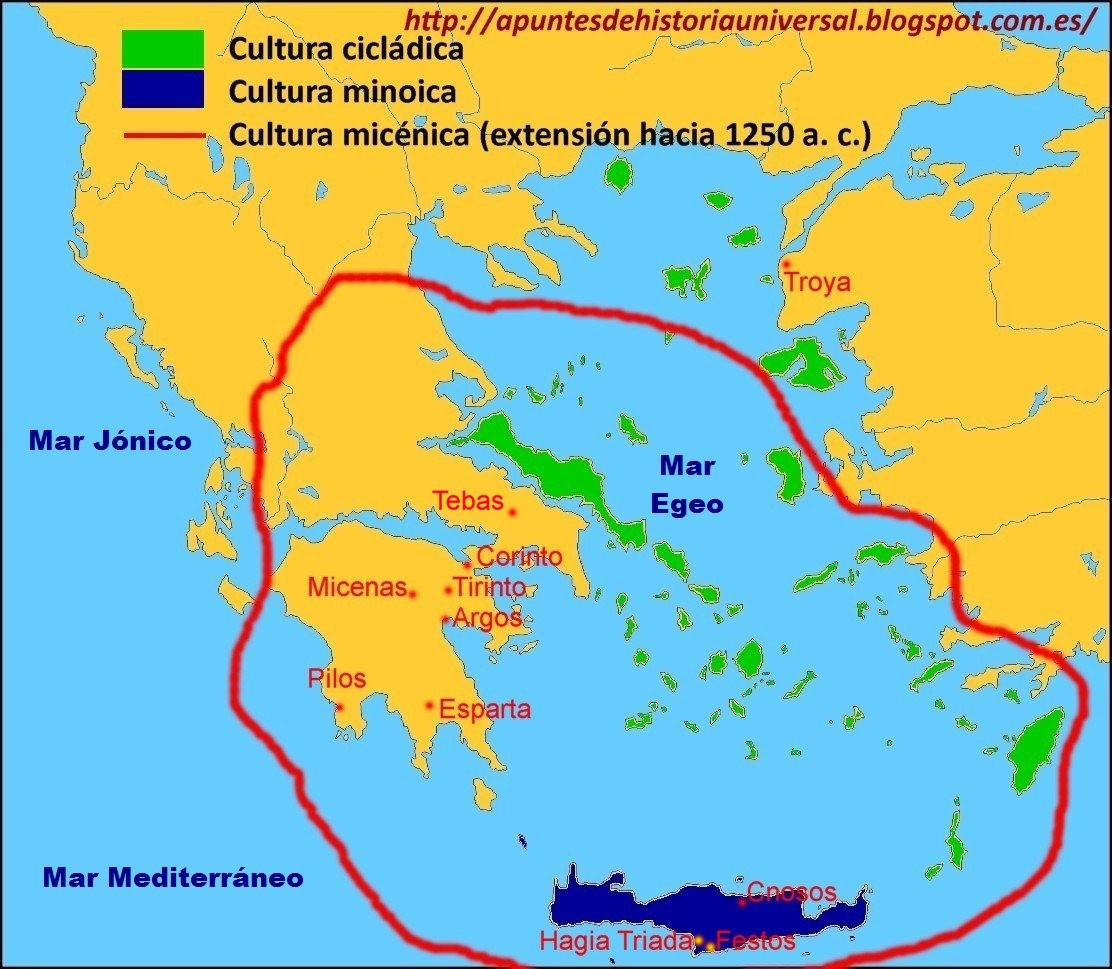 http://apuntesdehistoriauniversal.blogspot.com.es/
Cultura cicládica
Cultura minoica
Cultura micénica (extensión hacia 1250 a. c.)
Troya
Mar Jónico
Mar
Egeo
Tebas
Corinto
Micenas
Tirinto
Argos
Pilos
Esparta
Mar Mediterráneo
Cnosos
Hagia Triada
Festos